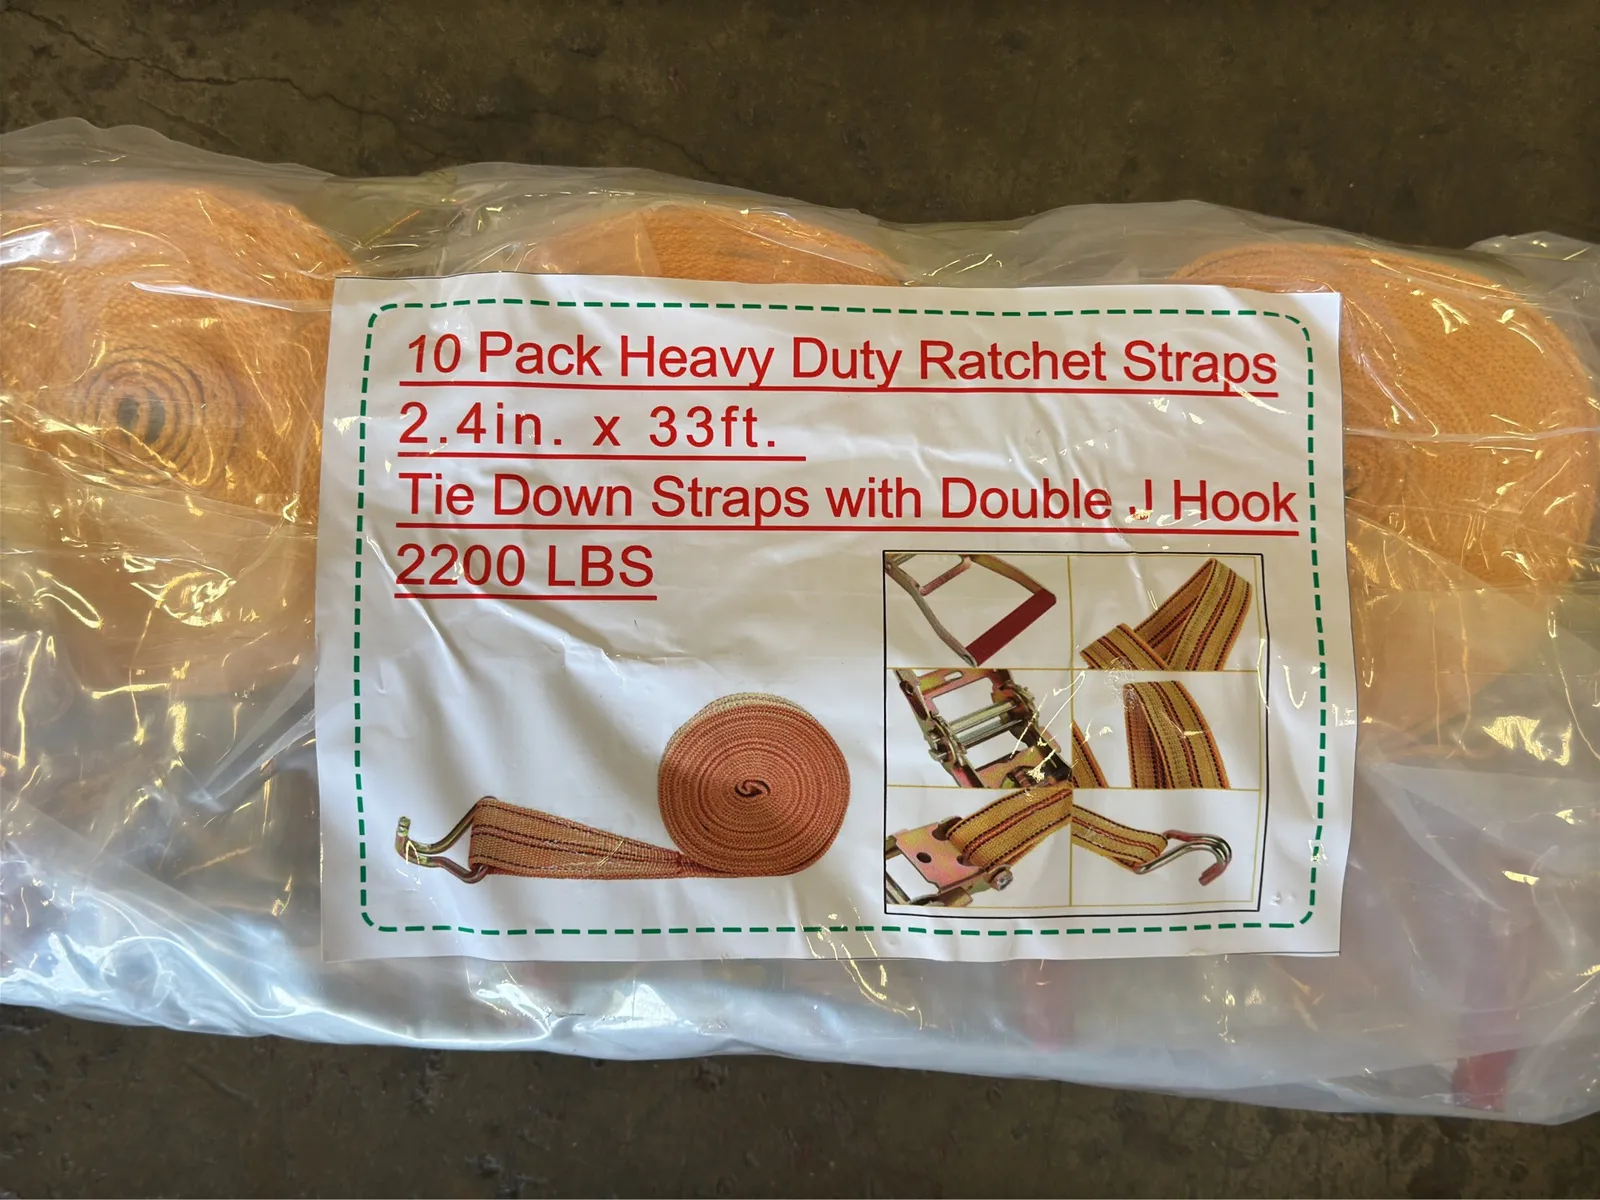 10 Pack Heavy Duty Ratchet Straps
2.4in. x 33ft.
Tie Down Straps with Double J Hook
2200 LBS